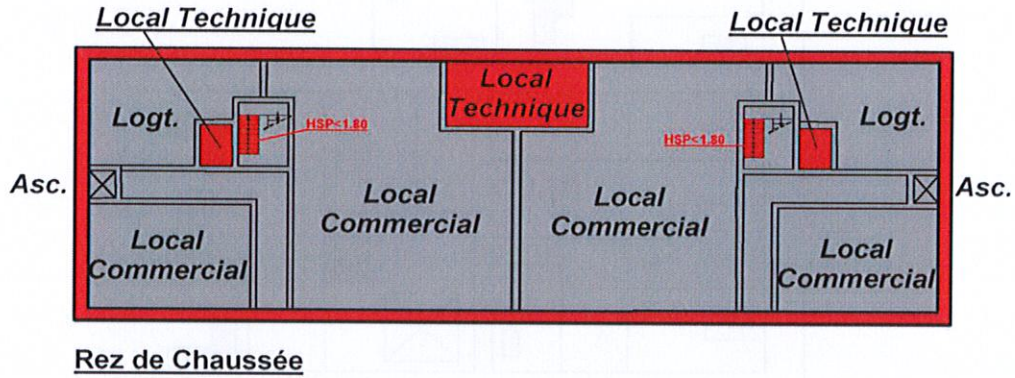 Local Technique
Local Technique
Local
Technique
Logt.
HSP<1.80
HSP<1.80
Logt.
Asc.
Asc.
Local
Commercial
Local
Commercial
Local
Commercial
Local
Commercial
Rez de Chaussée